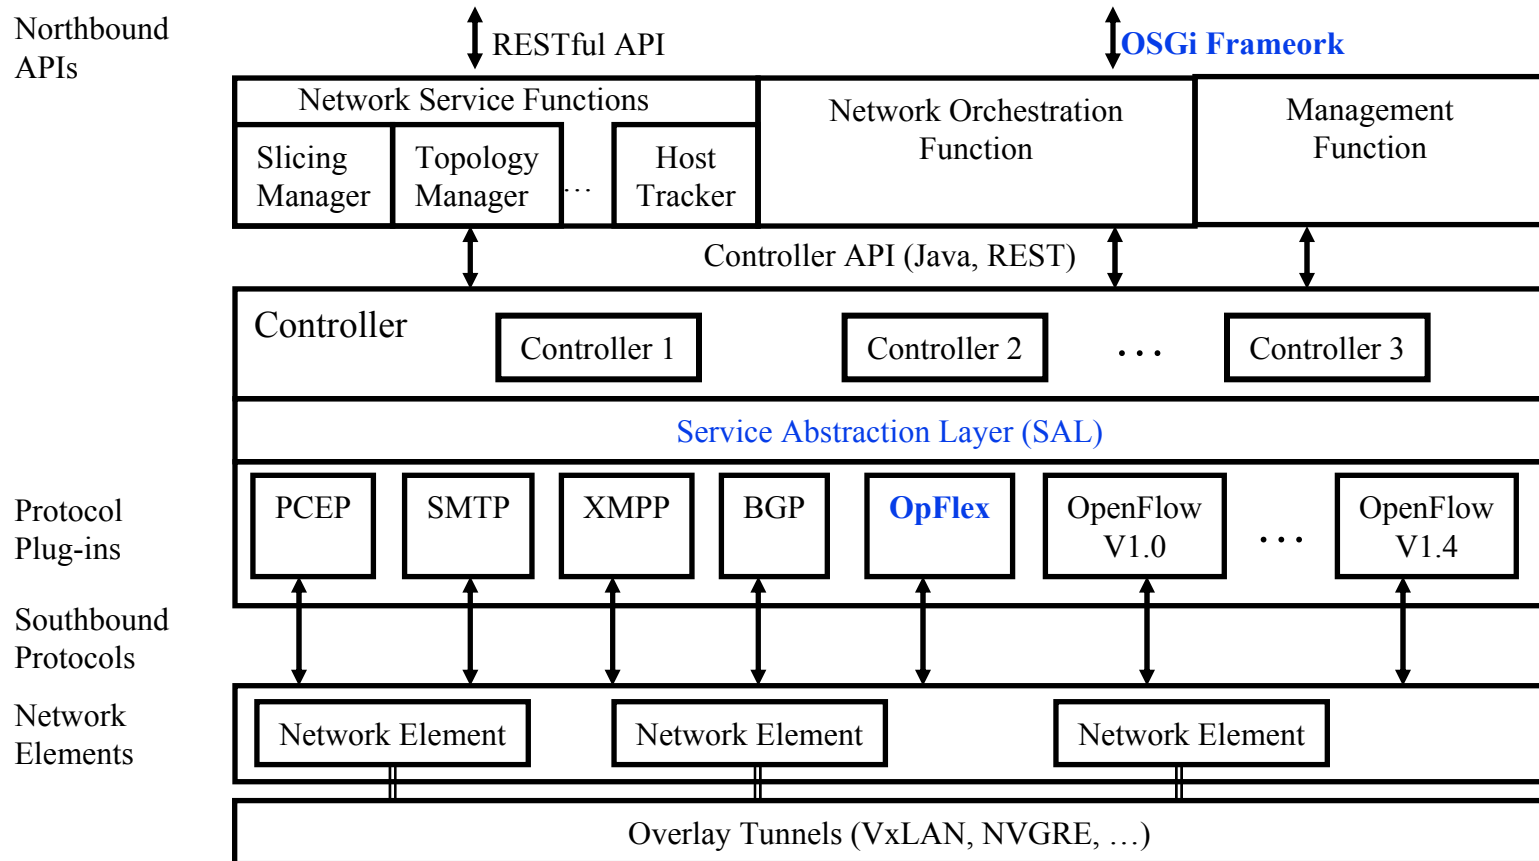 Northbound
APIs
RESTful API
OSGi Frameork
Network Service Functions
Slicing
Manager
Topology
Manager
...
Host
Tracker
Network Orchestration
Function
Management
Function
Controller API (Java, REST)
Controller
Controller 1
Controller 2
...
Controller 3
Service Abstraction Layer (SAL)
Protocol
Plug-ins
PCEP
SMTP
XMPP
BGP
OpFlex
OpenFlow
V1.0
...
OpenFlow
V1.4
Southbound
Protocols
Network
Elements
Network Element
Network Element
Network Element
Overlay Tunnels (VxLAN, NVGRE, …)